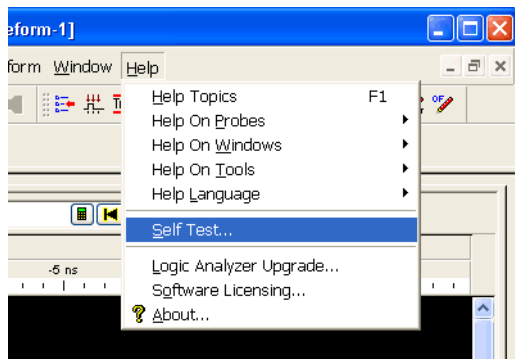 eform-1]
form Window Help
Help Topics F1
Help On Probes
Help On Windows
Help On Tools
Help Language
Self Test...
-5 ns
Logic Analyzer Upgrade...
Software Licensing...
About...